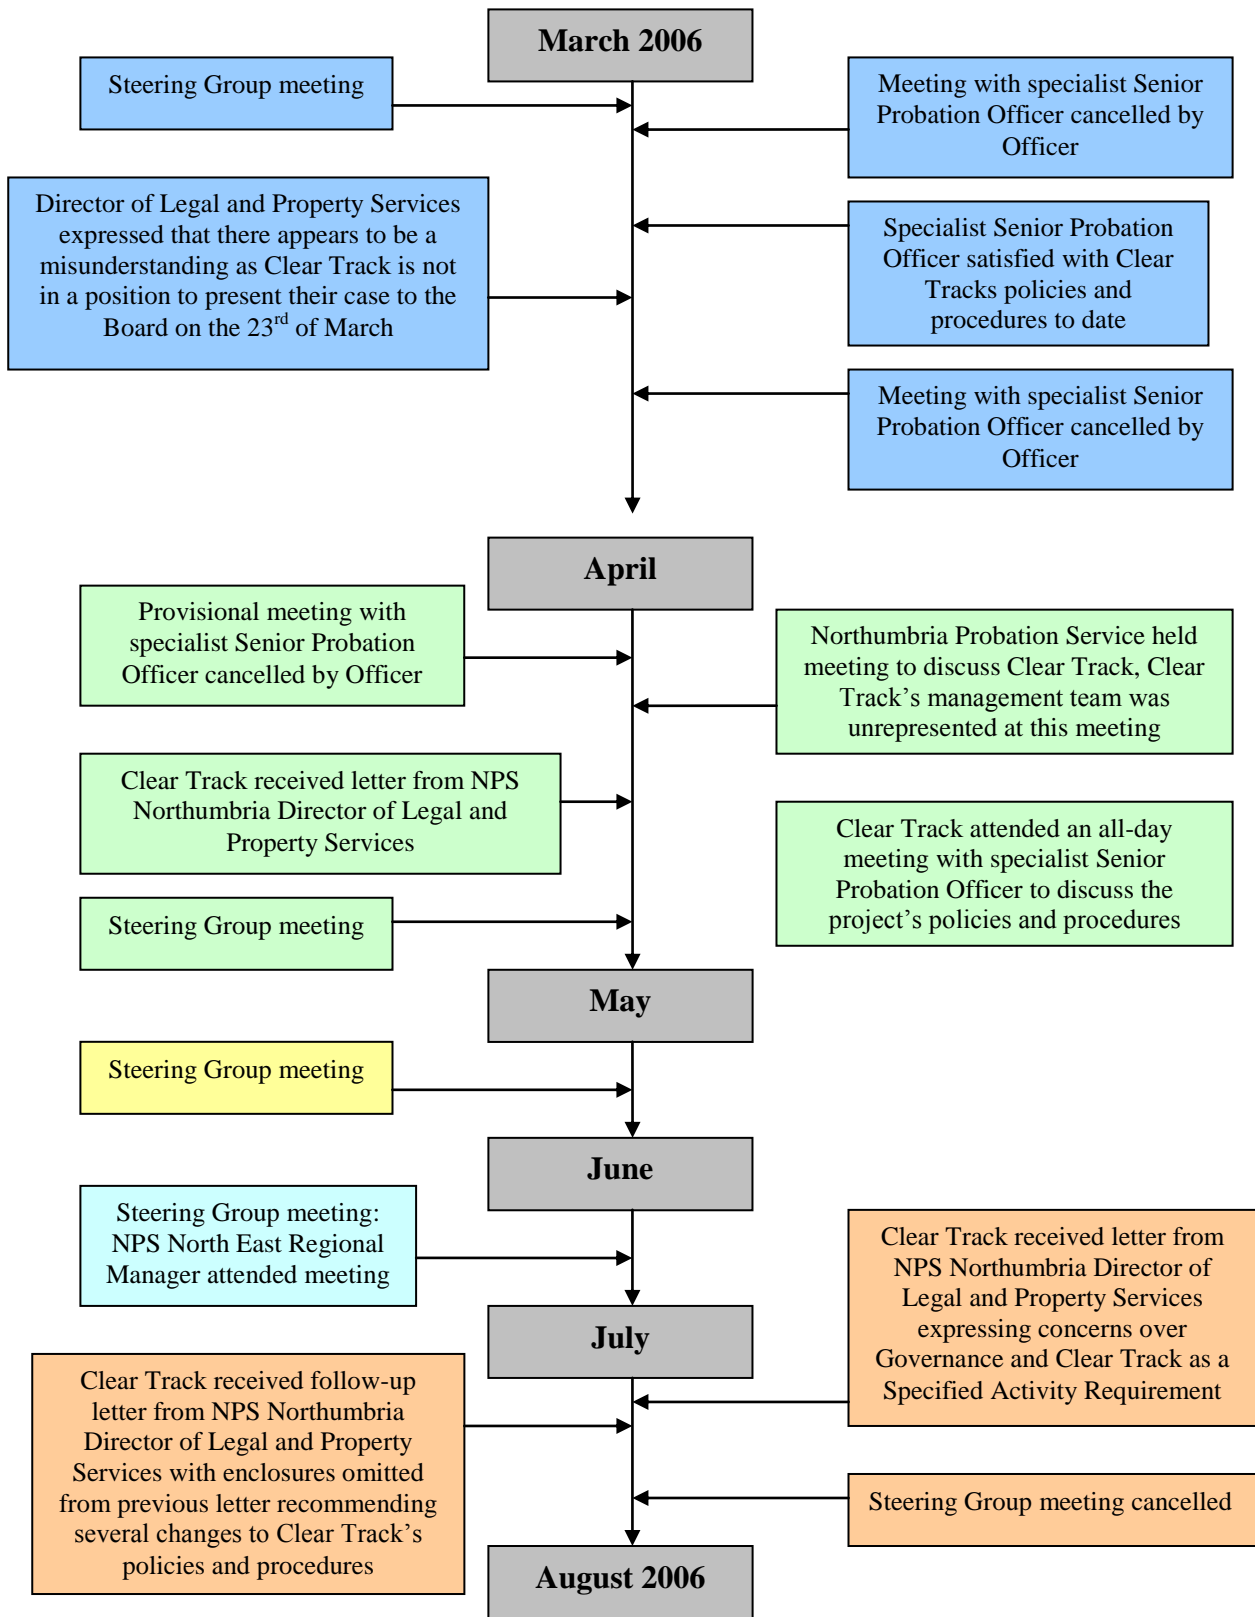 March 2006
Steering Group meeting
Meeting with specialist Senior
Probation Officer cancelled by
Officer
Director of Legal and Property Services
expressed that there appears to be a
misunderstanding as Clear Track is not
in a position to present their case to the
Board on the 23rd of March
Specialist Senior Probation
Officer satisfied with Clear
Tracks policies and
procedures to date
Meeting with specialist Senior
Probation Officer cancelled by
Officer
April
Provisional meeting with
specialist Senior Probation
Officer cancelled by Officer
Northumbria Probation Service held
meeting to discuss Clear Track, Clear
Track’s management team was
unrepresented at this meeting
Clear Track received letter from NPS
Northumbria Director of Legal and
Property Services
Clear Track attended an all-day
meeting with specialist Senior
Probation Officer to discuss the
project’s policies and procedures
Steering Group meeting
May
Steering Group meeting
June
Steering Group meeting:
NPS North East Regional
Manager attended meeting
July
Clear Track received letter from
NPS Northumbria Director of
Legal and Property Services
expressing concerns over
Governance and Clear Track as a
Specified Activity Requirement
Clear Track received follow-up
letter from NPS Northumbria
Director of Legal and Property
Services with enclosures omitted
from previous letter recommending
several changes to Clear Track’s
policies and procedures
Steering Group meeting cancelled
August 2006